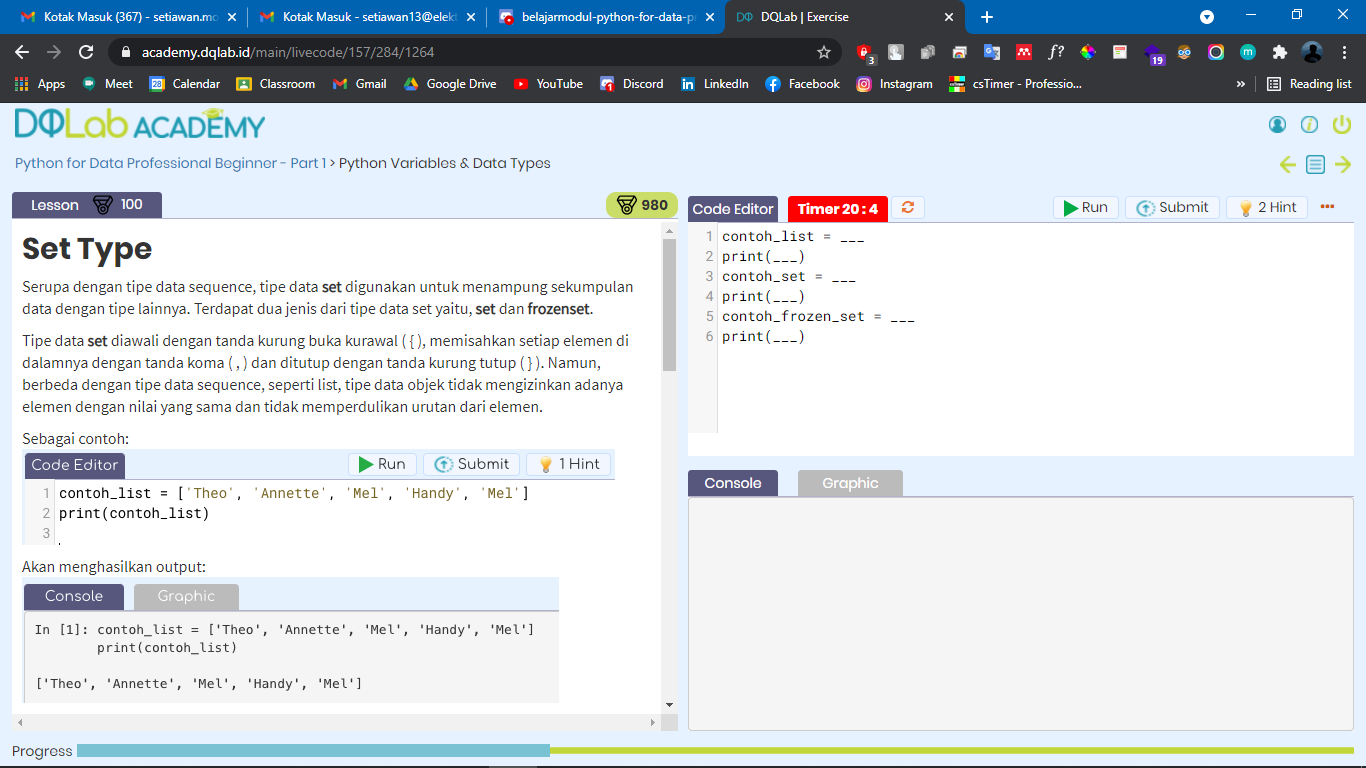 Kotak Masuk (367) - setiawan.mo
Kotak Masuk - setiawan13@elekt
belajarmodul-python-for-data-p
DQLab | Exercise
academy.dqlab.id/main/livecode/157/284/1264
3
f?
19
Apps
Meet
28
Calendar
Classroom
Gmail
Google Drive
YouTube
Discord
LinkedIn
Facebook
Instagram
csTimer - Professio...
»
Reading list
DQLab ACADEMY
Python for Data Professional Beginner - Part 1 > Python Variables & Data Types
Lesson 100
980
Set Type
Serupa dengan tipe data sequence, tipe data set digunakan untuk menampung sekumpulan
data dengan tipe lainnya. Terdapat dua jenis dari tipe data set yaitu, set dan frozenset.
Tipe data set diawali dengan tanda kurung buka kurawal ({), memisahkan setiap elemen di
dalamnya dengan tanda koma (,) dan ditutup dengan tanda kurung tutup (}). Namun,
berbeda dengan tipe data sequence, seperti list, tipe data objek tidak mengizinkan adanya
elemen dengan nilai yang sama dan tidak memperdulikan urutan dari elemen.
Sebagai contoh:
Code Editor Run Submit 1 Hint
1 contoh_list = ['Theo', 'Annette', 'Mel', 'Handy', 'Mel']
2 print(contoh_list)
3
Akan menghasilkan output:
Console Graphic
In [1]: contoh_list = ['Theo', 'Annette', 'Mel', 'Handy', 'Mel']
print(contoh_list)
['Theo', 'Annette', 'Mel', 'Handy', 'Mel']
Code Editor Timer 20 : 4 Run Submit 2 Hint
1 contoh_list = ___
2 print(___)
3 contoh_set = ___
4 print(___)
5 contoh_frozen_set = ___
6 print(___)
Console Graphic
Progress